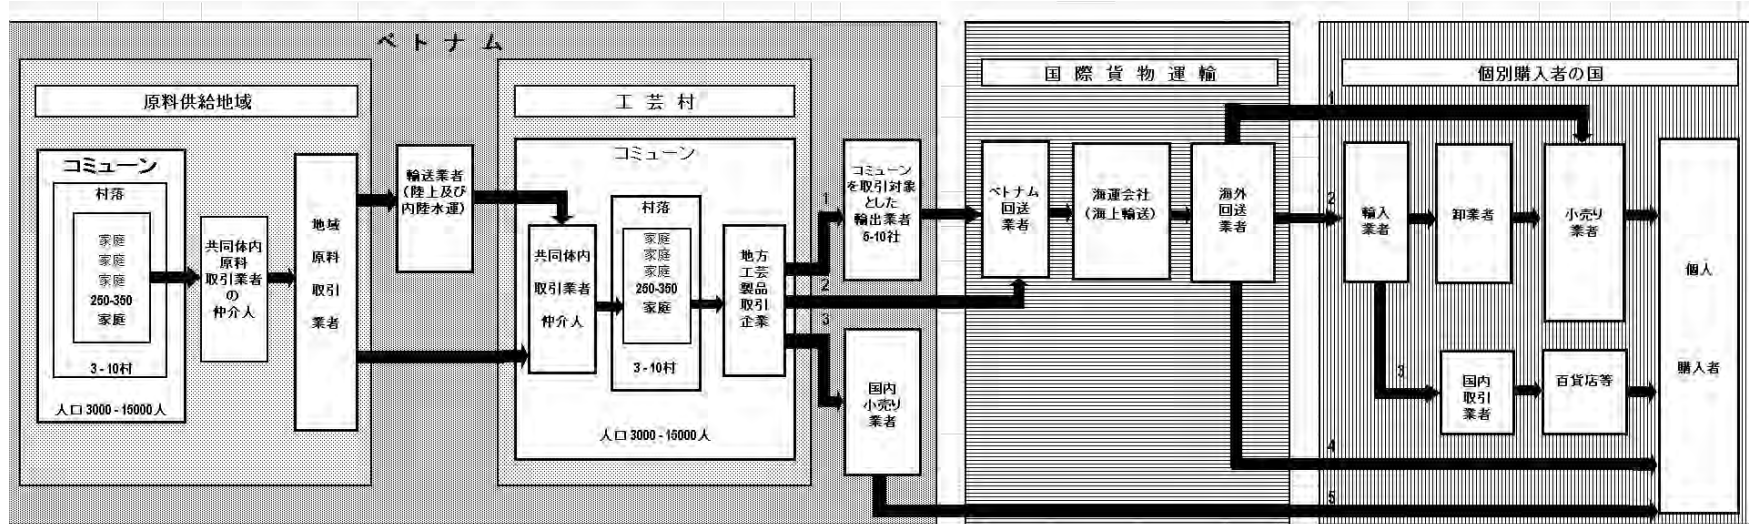 ベトナム
原料供給地域
コミューン
村落
家庭
家庭
家庭
250-350
家庭
3-10村
人口 3000-15000人
共同体内
原料
取引業者
の
仲介人
地域
原料
取引
業者
輸送業者
(陸上及び
内陸水運)
工芸村
コミューン
共同体内
取引業者
仲介人
村落
家庭
家庭
家庭
250-350
家庭
3-10村
人口 3000-15000人
地方
工芸
製品
取引
企業
1
2
3
コミューン
を取引対象
とした
輸出業者
5-10社
国内
小売り
業者
国際貨物運輸
ベトナム
回送
業者
海運会社
(海上輸送)
海外
回送
業者
個別購入者の国
1
2
3
4
5
輸入
業者
卸業者
小売り
業者
国内
取引
業者
百貨店等
個人
購入者